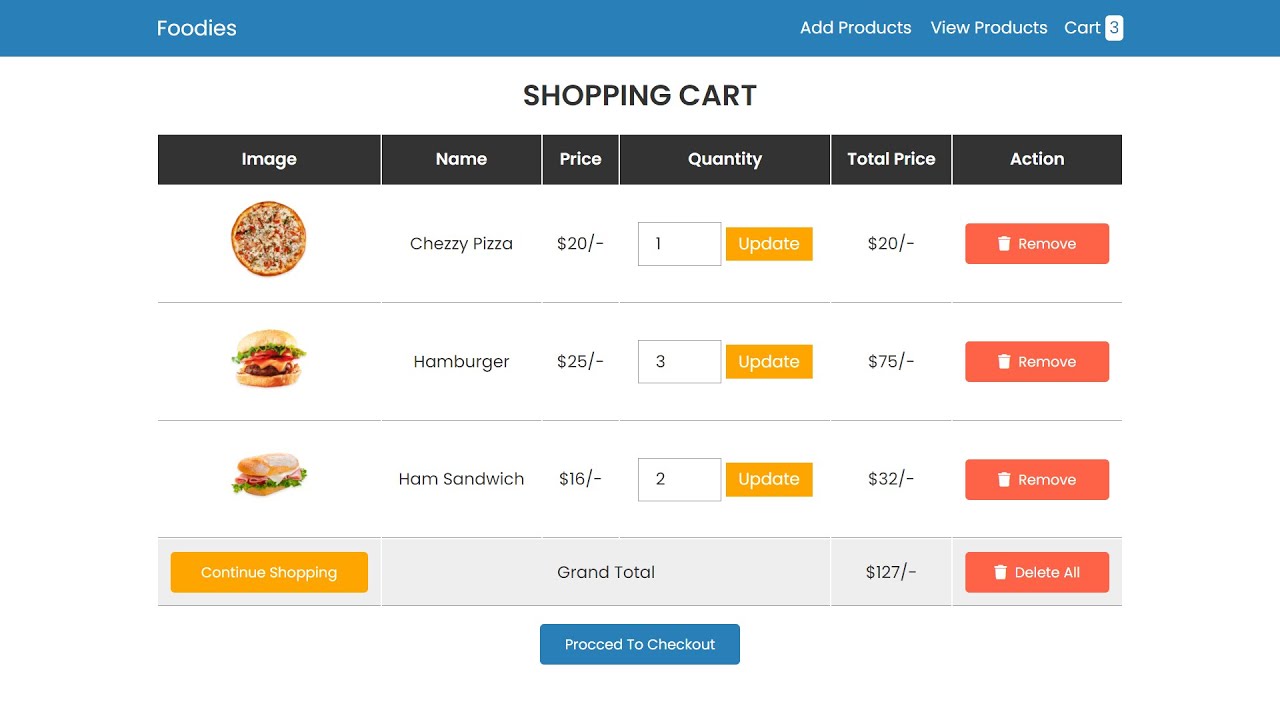 Foodies Add Products View Products Cart 3
SHOPPING CART
Image Name Price Quantity Total Price Action
Chezzy Pizza $20/- 1 Update $20/- Remove
Hamburger $25/- 3 Update $75/- Remove
Ham Sandwich $16/- 2 Update $32/- Remove
Continue Shopping Grand Total $127/- Delete All
Procced To Checkout